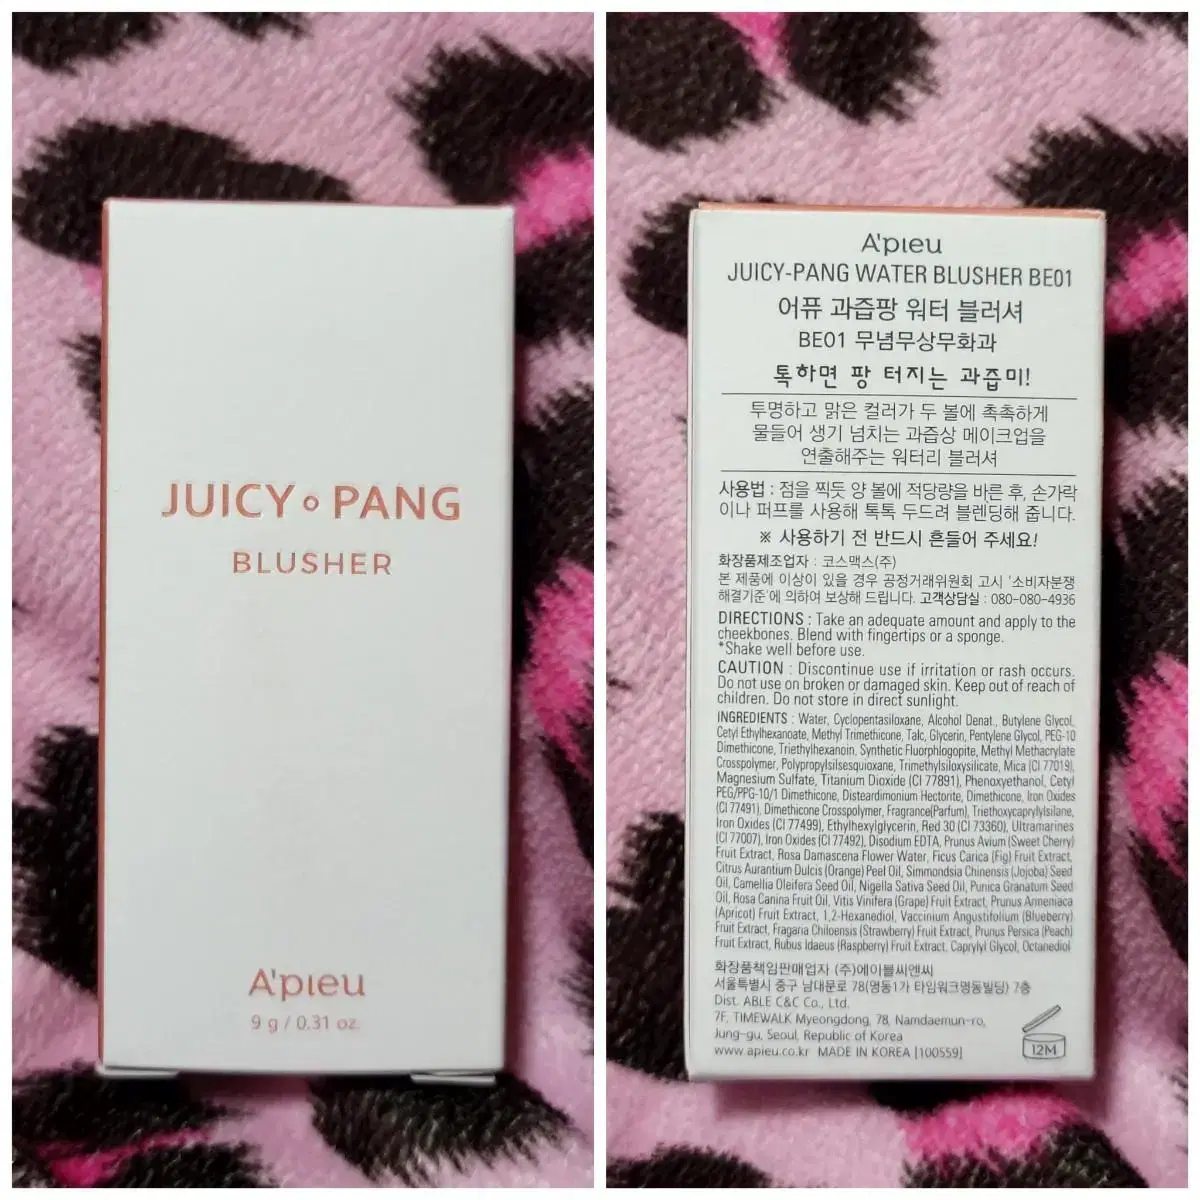 JUICY • PANG
BLUSHER
A'pieu
9 g / 0.31 oz.
A'pieu
JUICY-PANG WATER BLUSHER BE01
어퓨 과즙팡 워터 블러셔
BE01 무념무상무화과
톡하면 팡 터지는 과즙미!
투명하고 맑은 컬러가 두 볼에 촉촉하게
물들어 생기 넘치는 과즙상 메이크업을
연출해주는 워터리 블러셔
사용법 : 점을 찍듯 양 볼에 적당량을 바른 후, 손가락
이나 퍼프를 사용해 톡톡 두드려 블렌딩해 줍니다.
※ 사용하기 전 반드시 흔들어 주세요!
화장품제조업자 : 코스맥스(주)
본 제품에 이상이 있을 경우 공정거래위원회 고시 '소비자분쟁
해결기준'에 의하여 보상해 드립니다. 고객상담실 : 080-080-4936
DIRECTIONS : Take an adequate amount and apply to the
cheekbones. Blend with fingertips or a sponge.
*Shake well before use.
CAUTION : Discontinue use if irritation or rash occurs.
Do not use on broken or damaged skin. Keep out of reach of
children. Do not store in direct sunlight.
INGREDIENTS : Water, Cyclopentasiloxane, Alcohol Denat., Butylene Glycol,
Cetyl Ethylhexanoate, Methyl Trimethicone, Talc, Glycerin, Pentylene Glycol, PEG-10
Dimethicone, Triethylhexanoin, Synthetic Fluorphlogopite, Methyl Methacrylate
Crosspolymer, Polypropylsilsesquioxane, Trimethylsiloxysilicate, Mica (CI 77019),
Magnesium Sulfate, Titanium Dioxide (CI 77891), Phenoxyethanol, Cetyl
PEG/PPG-10/1 Dimethicone, Disteardimonium Hectorite, Dimethicone, Iron Oxides
(CI 77491), Dimethicone Crosspolymer, Fragrance(Parfum), Triethoxycaprylylsilane,
Iron Oxides (CI 77499), Ethylhexylglycerin, Red 30 (CI 73360), Ultramarines
(CI 77007), Iron Oxides (CI 77492), Disodium EDTA, Prunus Avium (Sweet Cherry)
Fruit Extract, Rosa Damascena Flower Water, Ficus Carica (Fig) Fruit Extract,
Citrus Aurantium Dulcis (Orange) Peel Oil, Simmondsia Chinensis (Jojoba) Seed
Oil, Camellia Oleifera Seed Oil, Nigella Sativa Seed Oil, Punica Granatum Seed
Oil, Rosa Canina Fruit Oil, Vitis Vinifera (Grape) Fruit Extract, Prunus Armeniaca
(Apricot) Fruit Extract, 1,2-Hexanediol, Vaccinium Angustifolium (Blueberry)
Fruit Extract, Fragaria Chiloensis (Strawberry) Fruit Extract, Prunus Persica (Peach)
Fruit Extract, Rubus Idaeus (Raspberry) Fruit Extract, Caprylyl Glycol, Octanediol
화장품책임판매업자 (주)에이블씨엔씨
서울특별시 중구 남대문로 78(명동1가 타임워크명동빌딩) 7층
Dist. ABLE C&C Co., Ltd.
7F, TIMEWALK Myeongdong, 78, Namdaemun-ro,
Jung-gu, Seoul, Republic of Korea
www.apieu.co.kr MADE IN KOREA [100559]
12M